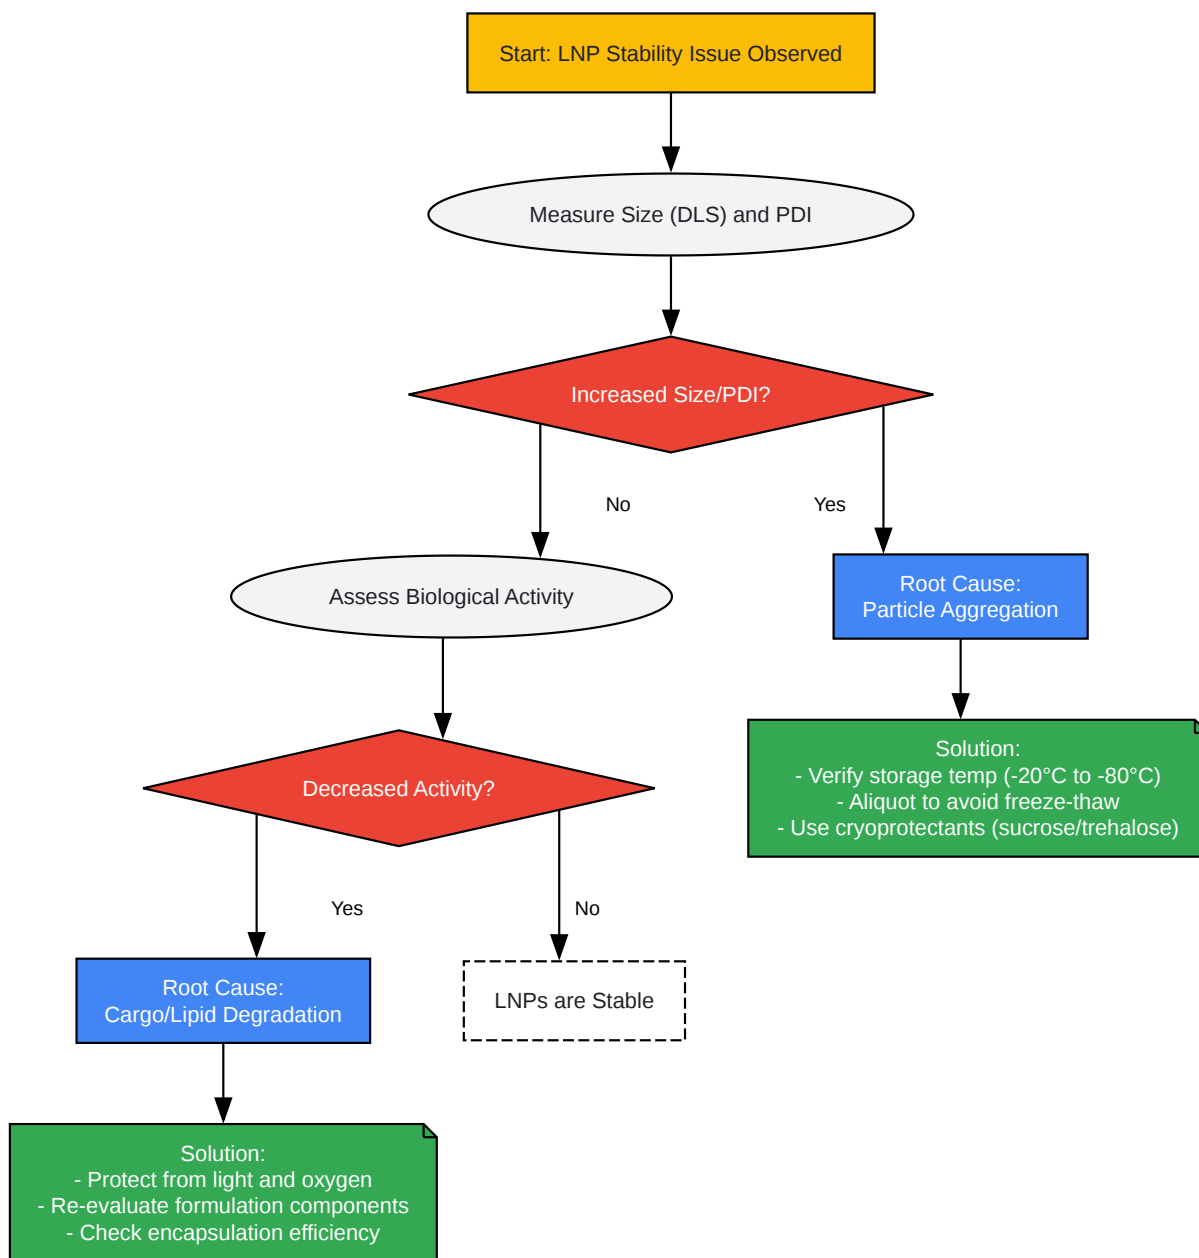 Start: LNP Stability Issue Observed
Measure Size (DLS) and PDI
Increased Size/PDI?
No
Yes
Assess Biological Activity
Root Cause:
Particle Aggregation
Solution:
- Verify storage temp (-20°C to -80°C)
- Aliquot to avoid freeze-thaw
- Use cryoprotectants (sucrose/trehalose)
Decreased Activity?
Yes
No
Root Cause:
Cargo/Lipid Degradation
LNPs are Stable
Solution:
- Protect from light and oxygen
- Re-evaluate formulation components
- Check encapsulation efficiency